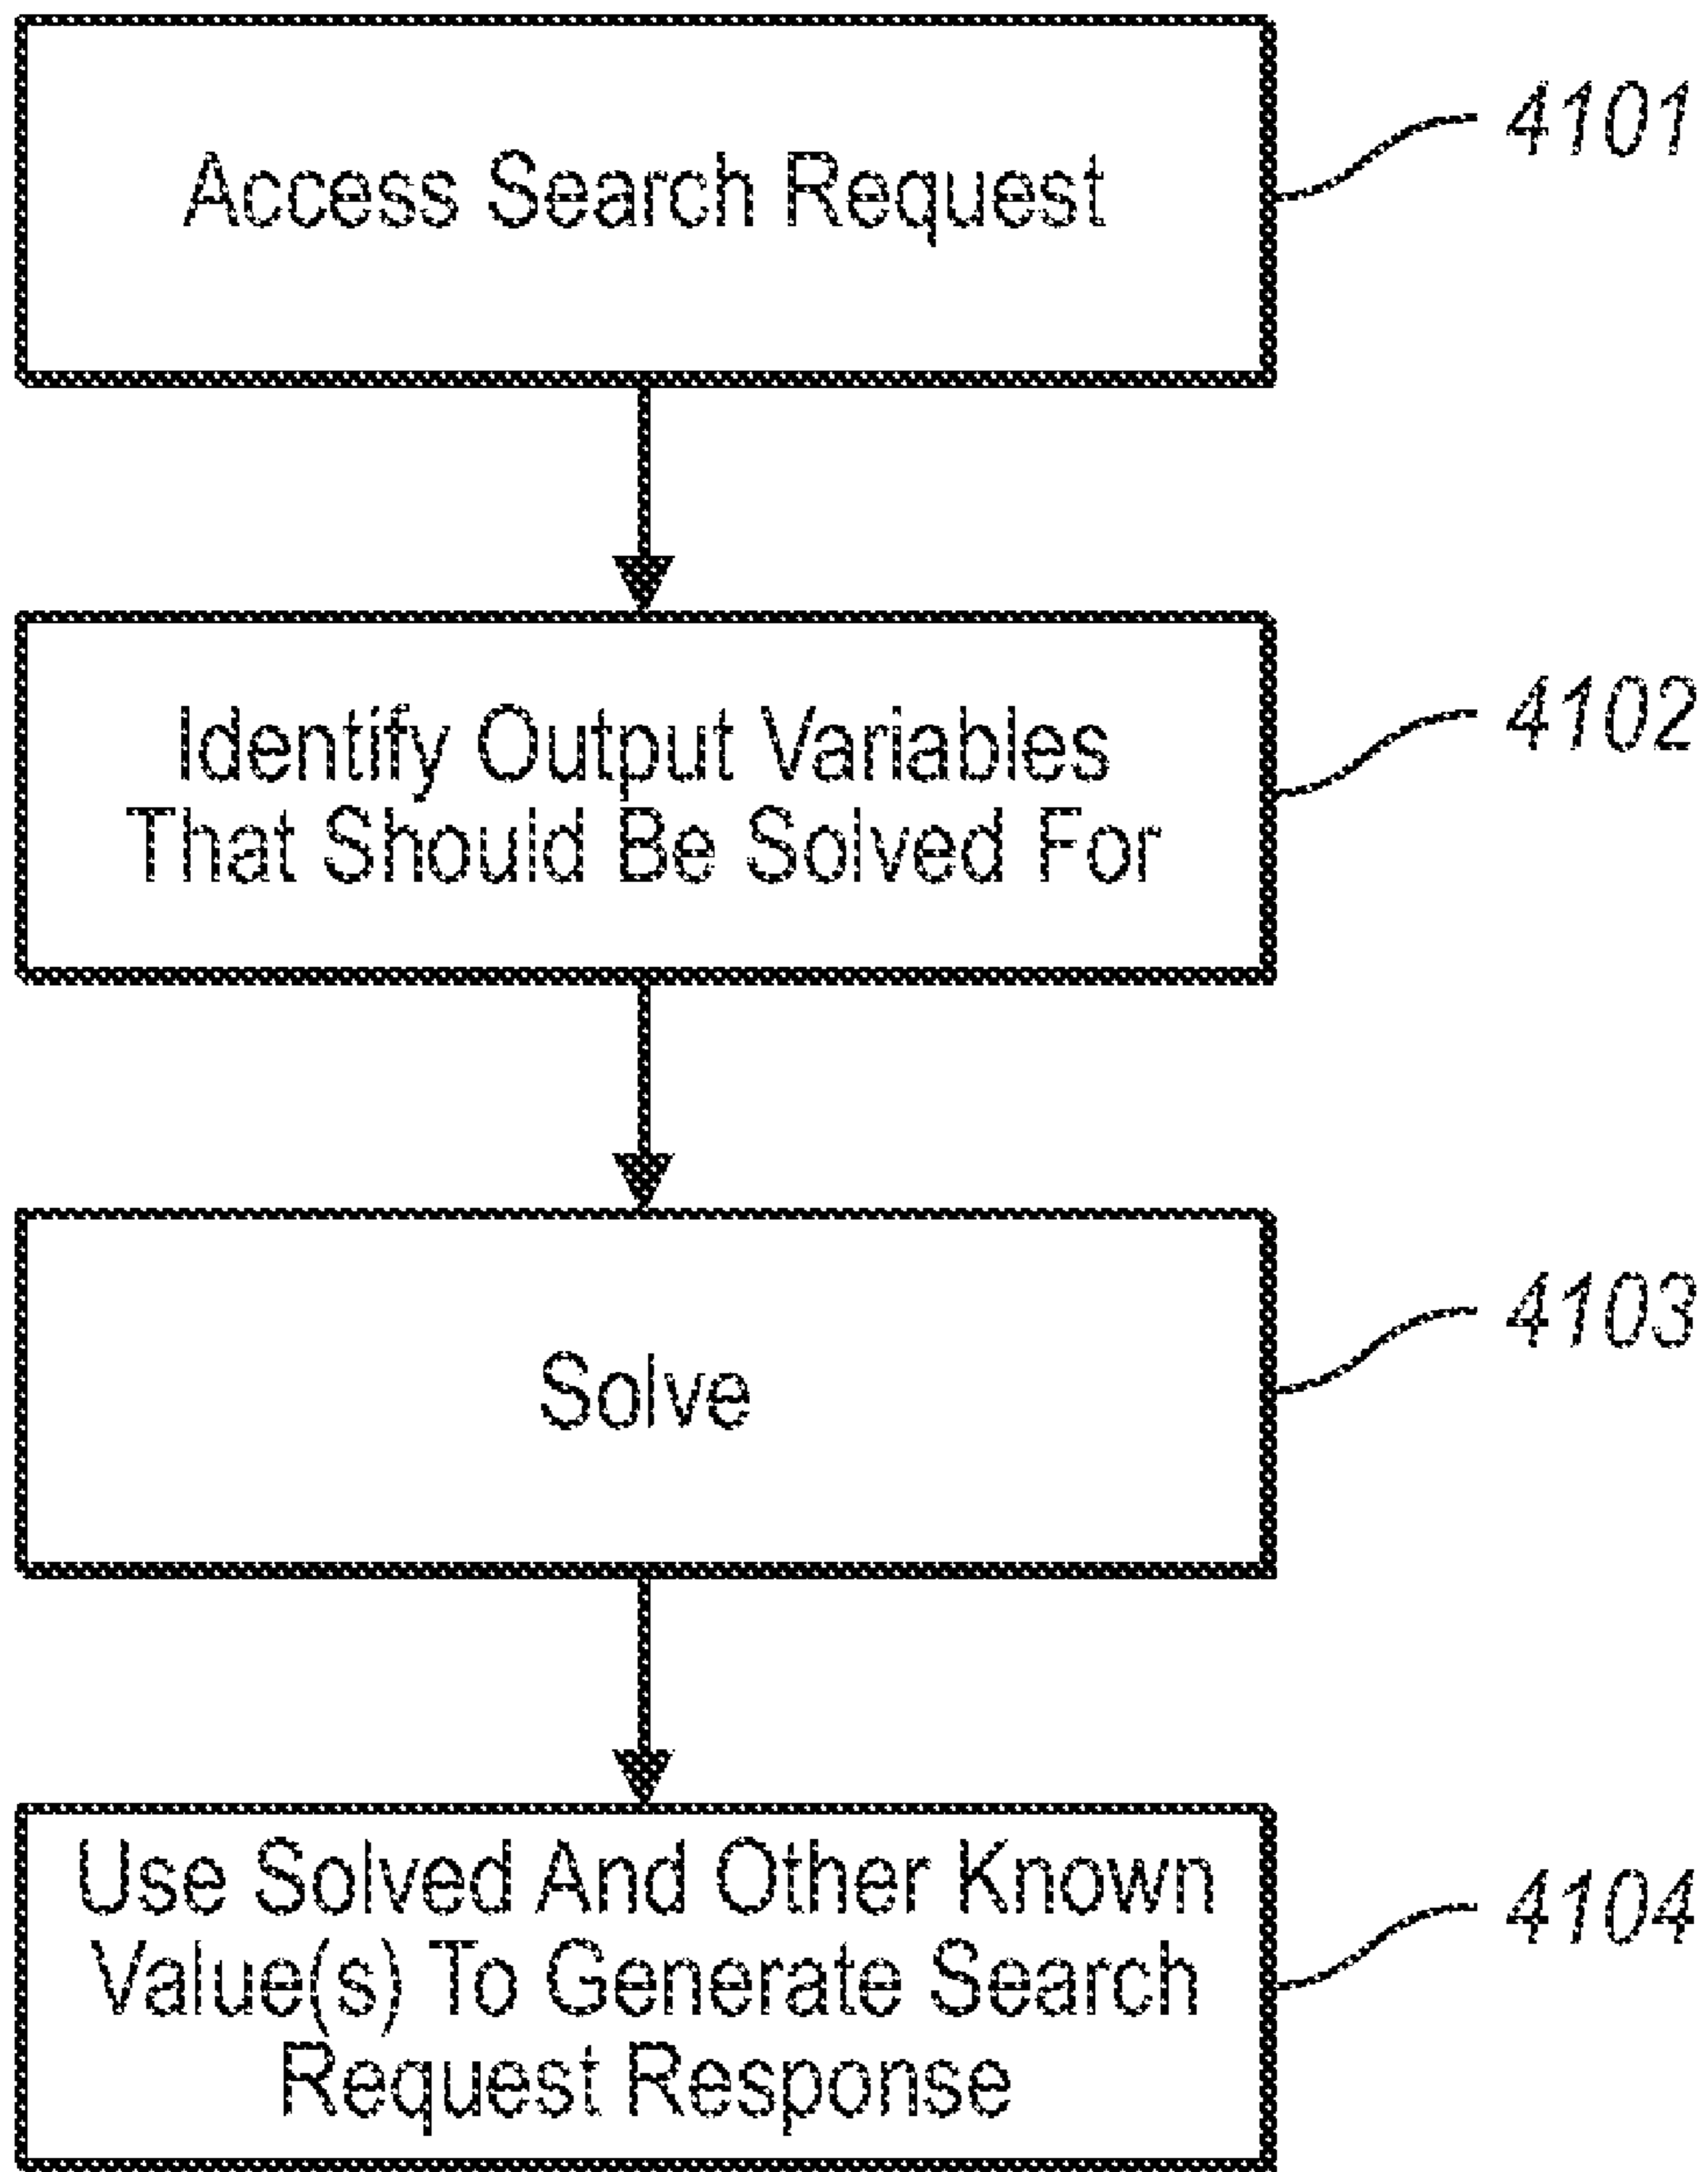 Access Search Request
4101
Identify Output Variables
That Should Be Solved For
4102
Solve
4103
Use Solved And Other Known
Value(s) To Generate Search
Request Response
4104